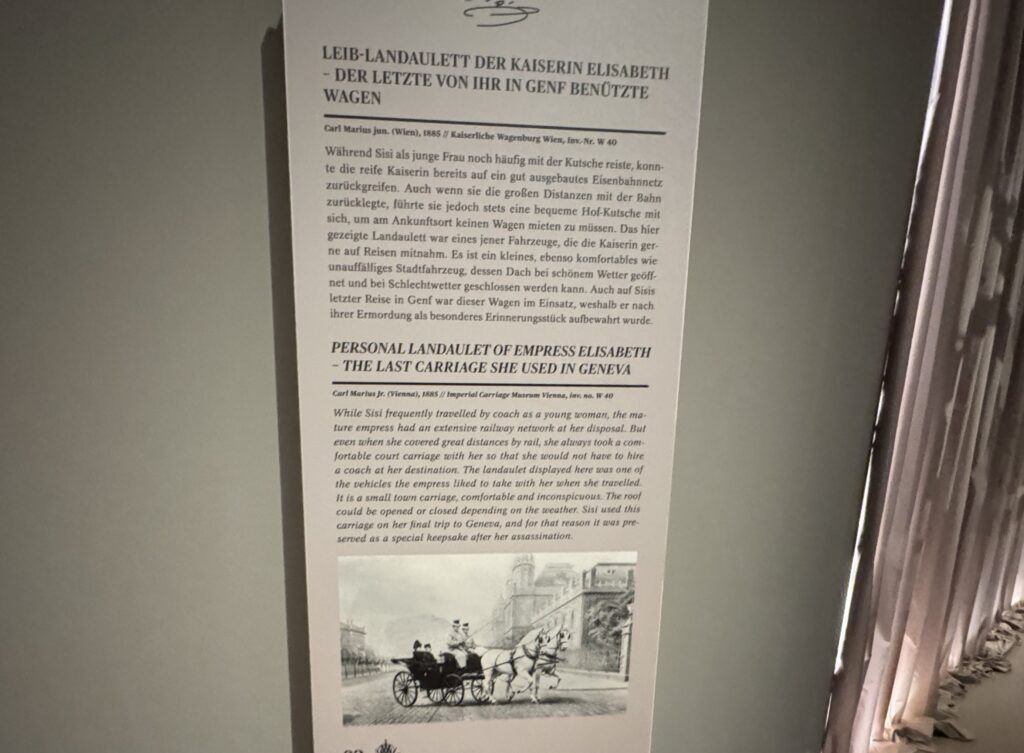 LEIB-LANDAULETT DER KAISERIN ELISABETH
– DER LETZTE VON IHR IN GENF BENÜTZTE
WAGEN
Carl Marius jun. (Wien), 1885 // Kaiserliche Wagenburg Wien, Inv.-Nr. W 40
Während Sisi als junge Frau noch häufig mit der Kutsche reiste, konn-
te die reife Kaiserin bereits auf ein gut ausgebautes Eisenbahnnetz
zurückgreifen. Auch wenn sie die großen Distanzen mit der Bahn
zurücklegte, führte sie jedoch stets eine bequeme Hof-Kutsche mit
sich, um am Ankunftsort keinen Wagen mieten zu müssen. Das hier
gezeigte Landaulett war eines jener Fahrzeuge, die die Kaiserin ger-
ne auf Reisen mitnahm. Es ist ein kleines, ebenso komfortables wie
unauffälliges Stadtfahrzeug, dessen Dach bei schönem Wetter geöff-
net und bei Schlechtwetter geschlossen werden kann. Auch auf Sisis
letzter Reise in Genf war dieser Wagen im Einsatz, weshalb er nach
ihrer Ermordung als besonderes Erinnerungsstück aufbewahrt wurde.
PERSONAL LANDAULET OF EMPRESS ELISABETH
– THE LAST CARRIAGE SHE USED IN GENEVA
Carl Marius Jr. (Vienna), 1885 // Imperial Carriage Museum Vienna, inv. no. W 40
While Sisi frequently travelled by coach as a young woman, the ma-
ture empress had an extensive railway network at her disposal. But
even when she covered great distances by rail, she always took a com-
fortable court carriage with her so that she would not have to hire
a coach at her destination. The landaulet displayed here was one of
the vehicles the empress liked to take with her when she travelled.
It is a small town carriage, comfortable and inconspicuous. The roof
could be opened or closed depending on the weather. Sisi used this
carriage on her final trip to Geneva, and for that reason it was pre-
served as a special keepsake after her assassination.